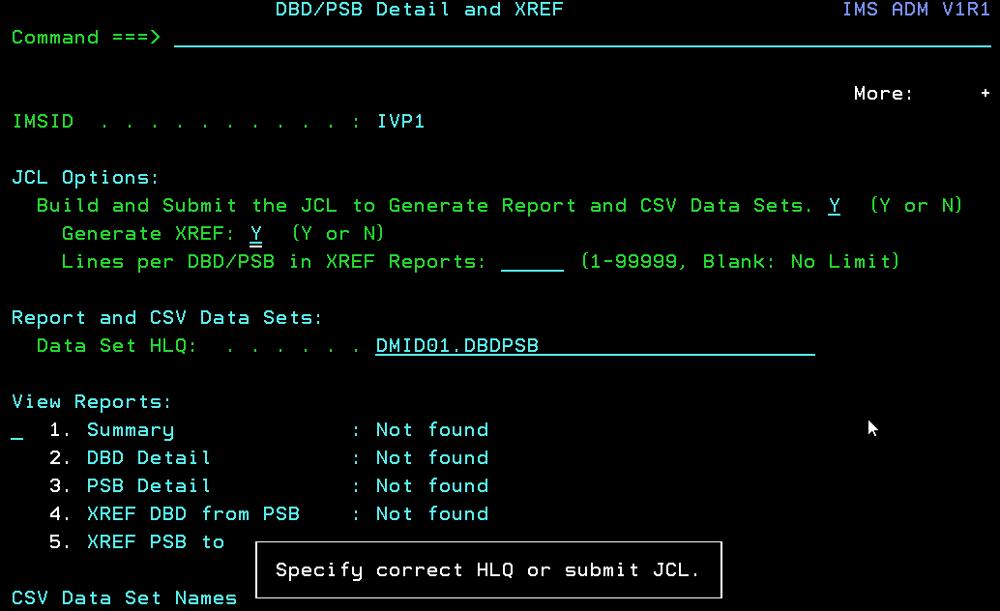 DBD/PSB Detail and XREF IMS ADM V1R1
Command ===>
More: +
IMSID . . . . . . . . . . . : IVP1
JCL Options:
Build and Submit the JCL to Generate Report and CSV Data Sets. Y (Y or N)
Generate XREF: Y (Y or N)
Lines per DBD/PSB in XREF Reports: _____ (1-99999, Blank: No Limit)
Report and CSV Data Sets:
Data Set HLQ: . . . . . . DMID01.DBDPSB
View Reports:
_ 1. Summary : Not found
2. DBD Detail : Not found
3. PSB Detail : Not found
4. XREF DBD from PSB : Not found
5. XREF PSB to
Specify correct HLQ or submit JCL.
CSV Data Set Names